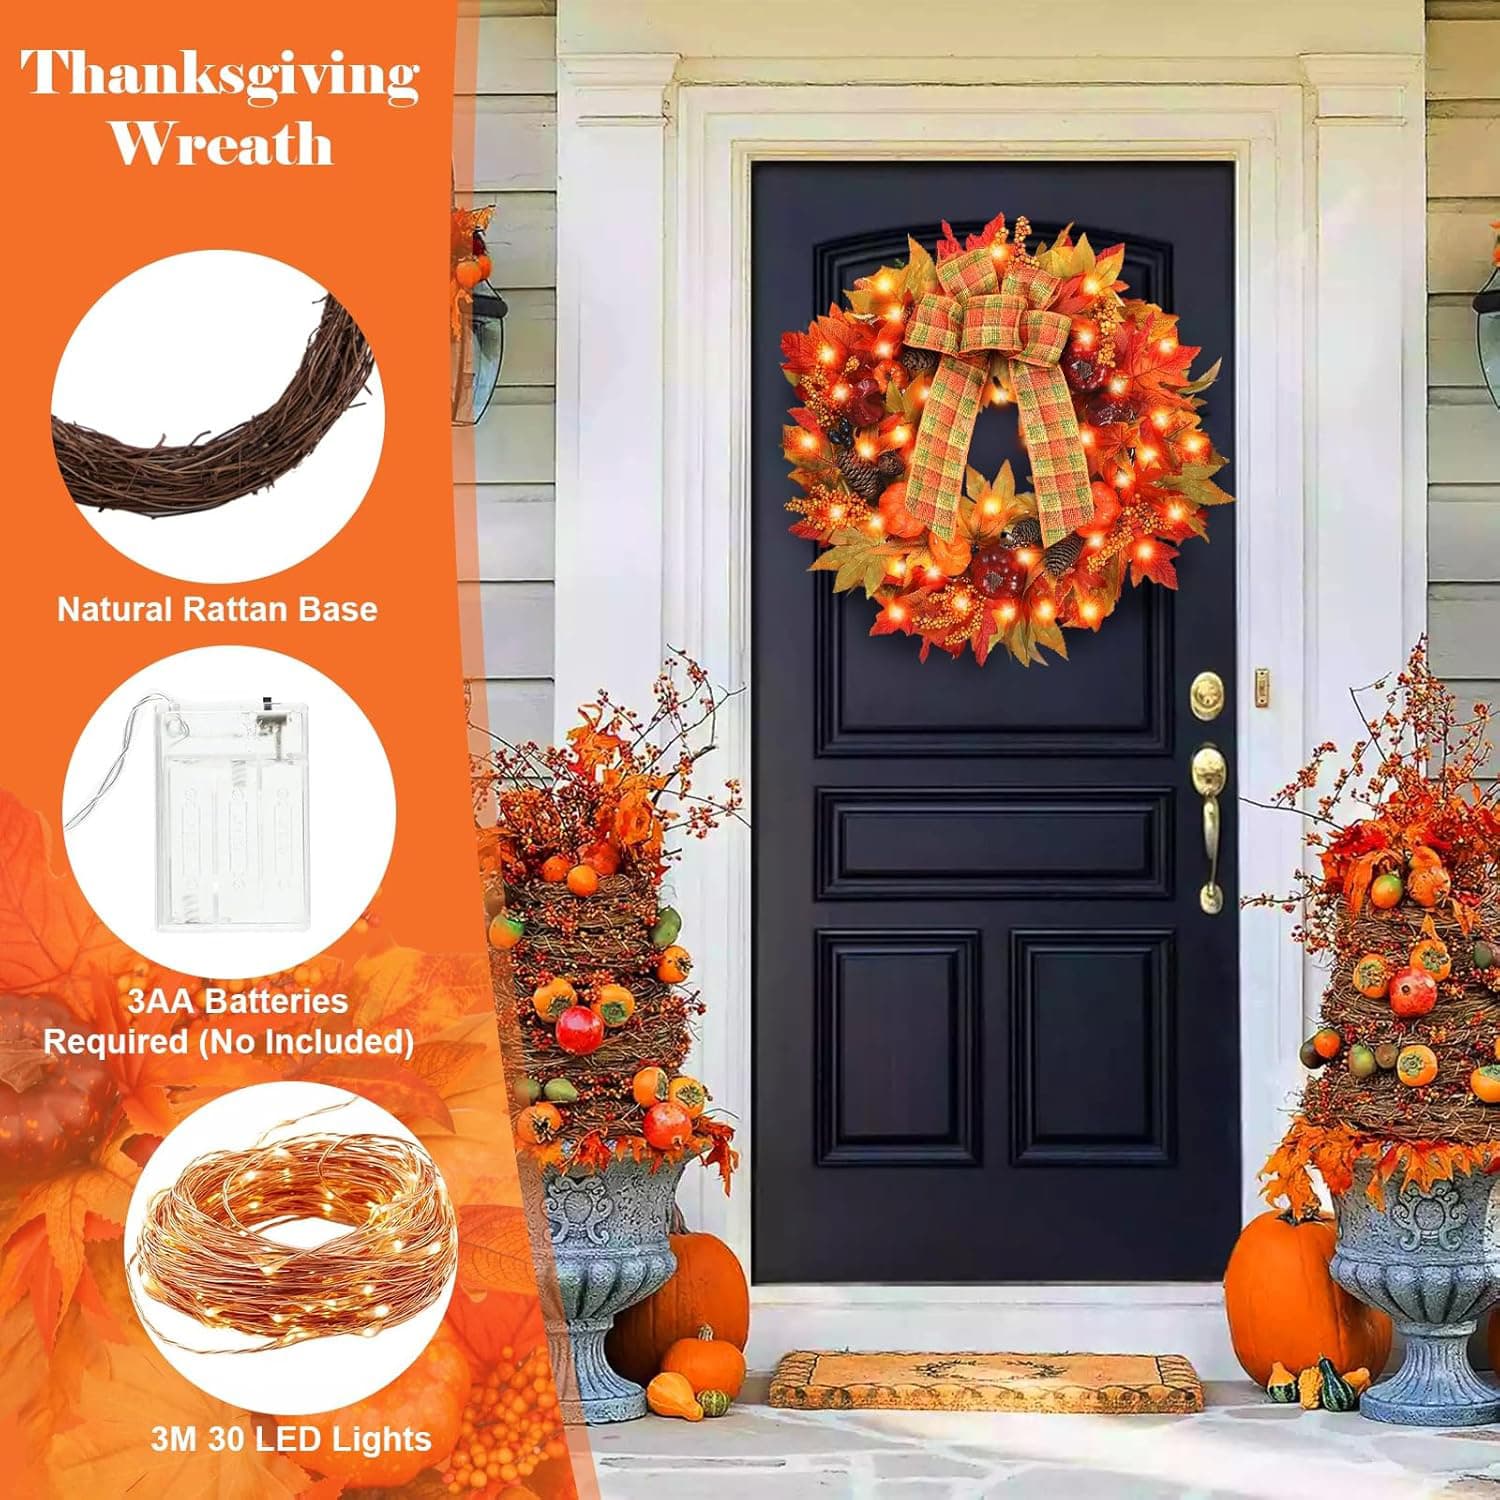 Thanksgiving
Wreath
Natural Rattan Base
3AA Batteries
Required (No Included)
3M 30 LED Lights